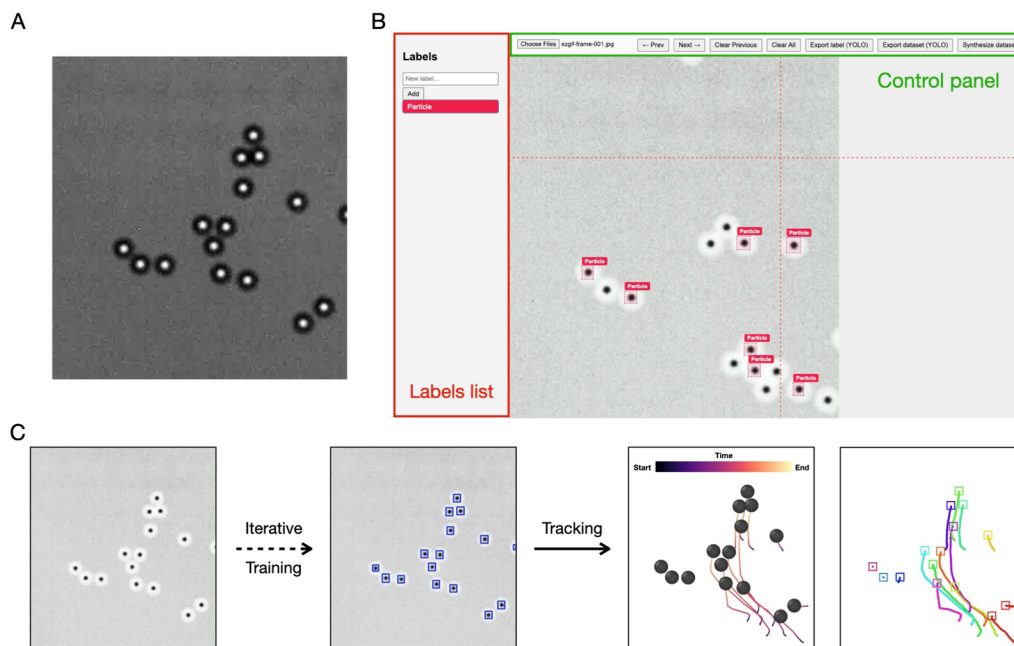 A
B
Labels
New label...
Add
Particle
Labels list
Choose Files ezgif-frame-001.jpg
← Prev
Next →
Clear Previous
Clear All
Export label (YOLO)
Export dataset (YOLO)
Synthesize dataset
Control panel
Particle
Particle
Particle
Particle
Particle
Particle
Particle
C
Iterative
Training
Tracking
Time
Start
End